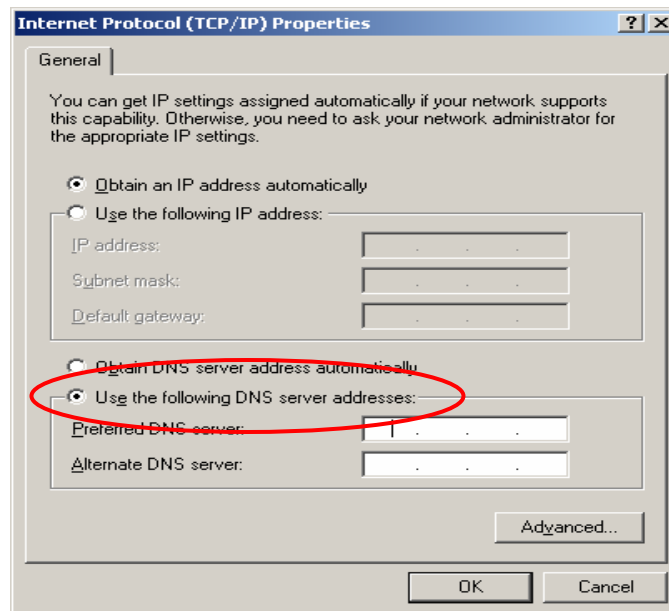 Internet Protocol (TCP/IP) Properties
General
You can get IP settings assigned automatically if your network supports
this capability. Otherwise, you need to ask your network administrator for
the appropriate IP settings.
Obtain an IP address automatically
Use the following IP address:
IP address:
Subnet mask:
Default gateway:
Obtain DNS server address automatically
Use the following DNS server addresses:
Preferred DNS server:
Alternate DNS server:
Advanced...
OK Cancel